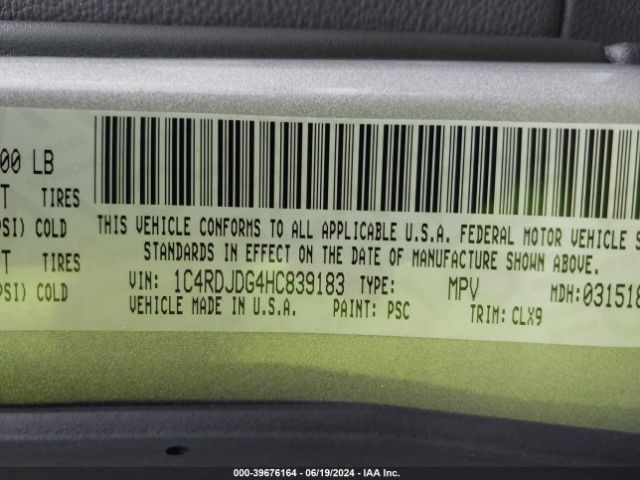 00 LB
TIRES
PSI) COLD
TIRES
PSI) COLD
THIS VEHICLE CONFORMS TO ALL APPLICABLE U.S.A. FEDERAL MOTOR VEHICLE S
STANDARDS IN EFFECT ON THE DATE OF MANUFACTURE SHOWN ABOVE.
VIN: 1C4RDJDG4HC839183 TYPE: MPV MDH:031518
VEHICLE MADE IN U.S.A. PAINT: PSC TRIM: CLX9
000-39676164 | 06/19/2024 | IAA Inc.